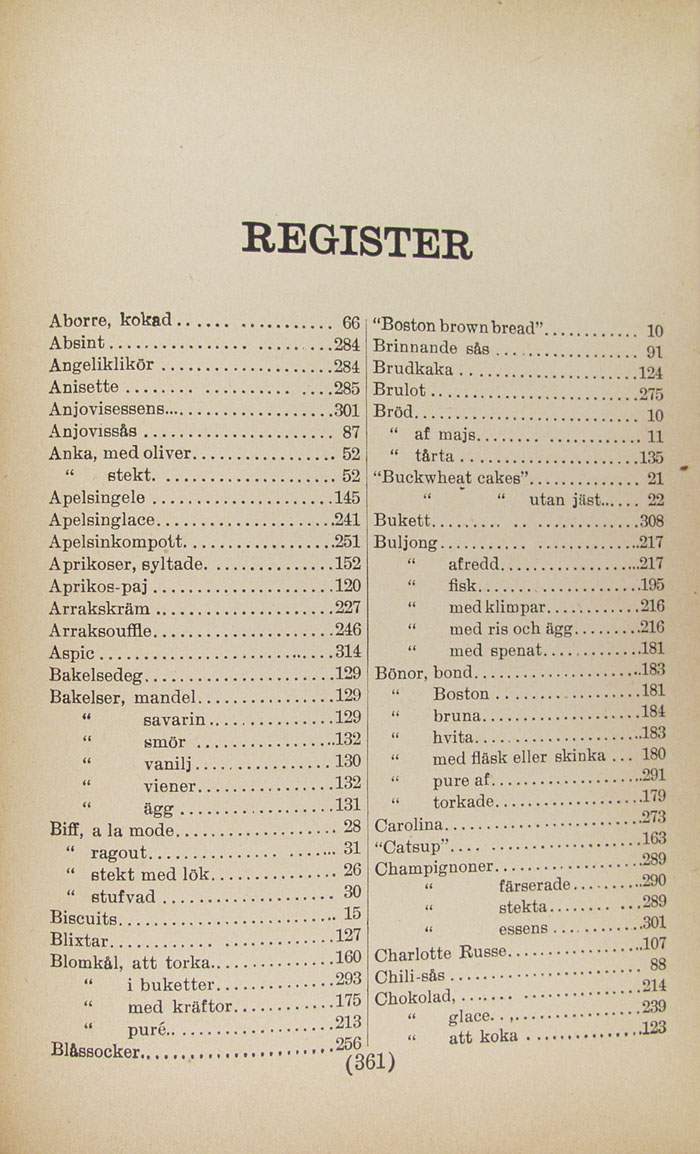 REGISTER
Aborre, kokad.................. 66
Absint..........................284
Angeliklikör....................284
Anisette........................285
Anjovisessens...................301
Anjovissås...................... 87
Anka, med oliver................ 52
“ stekt......................... 52
Apelsingele.....................145
Apelsinglace....................241
Apelsinkompott..................251
Aprikoser, syltade..............152
Aprikos-paj.....................120
Arrakskräm......................227
Arraksouffle....................246
Aspic...........................314
Bakelsedeg......................129
Bakelser, mandel................129
“ savarin.......................129
“ smör..........................132
“ vanilj........................130
“ viener........................132
“ ägg...........................131
Biff, a la mode................. 28
“ ragout........................ 31
“ stekt med lök................. 26
“ stufvad....................... 30
Biscuits........................ 15
Blixtar.........................127
Blomkål, att torka..............160
“ i buketter....................293
“ med kräftor...................175
“ puré..........................213
Blåssocker......................256
“Boston brown bread”............ 10
Brinnande sås................... 91
Brudkaka........................124
Brulot..........................275
Bröd............................ 10
“ af majs....................... 11
“ tårta.........................135
“Buckwheat cakes”............... 21
“ “ utan jäst................... 22
Bukett..........................308
Buljong.........................217
“ afredd........................217
“ fisk..........................195
“ med klimpar...................216
“ med ris och ägg...............216
“ med spenat....................181
Bönor, bond.....................183
“ Boston........................181
“ bruna.........................184
“ hvita.........................183
“ med fläsk eller skinka ... 180
“ pure af.......................291
“ torkade.......................179
Carolina........................273
“Catsup”........................163
Champignoner....................289
“ färserade.....................290
“ stekta........................289
“ essens........................301
Charlotte Russe.................107
Chili-sås....................... 88
Chokolad,.......................214
“ glace.........................239
“ att koka......................123
(361)